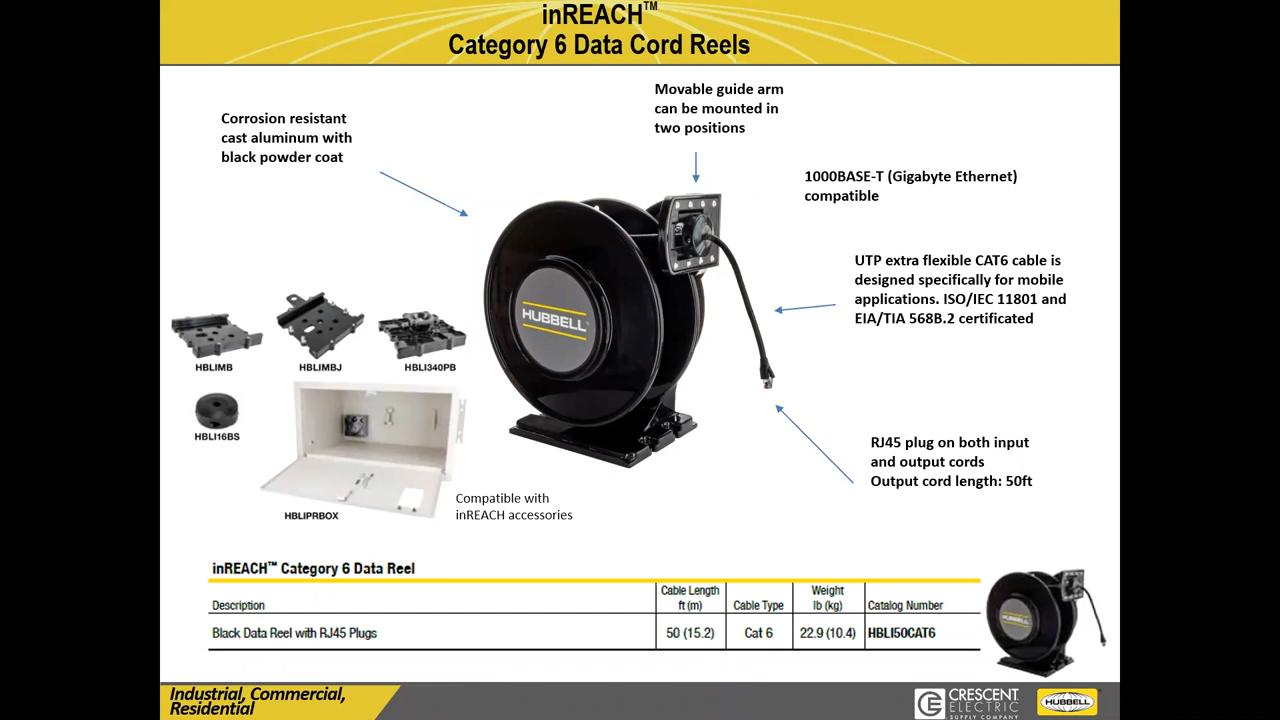 inREACH™
Category 6 Data Cord Reels
Corrosion resistant
cast aluminum with
black powder coat
Movable guide arm
can be mounted in
two positions
1000BASE-T (Gigabyte Ethernet)
compatible
UTP extra flexible CAT6 cable is
designed specifically for mobile
applications. ISO/IEC 11801 and
EIA/TIA 568B.2 certificated
HUBBELL
HBLIMB
HBLIMBJ
HBLI340PB
HBLI16BS
HBLIPRBOX
Compatible with
inREACH accessories
RJ45 plug on both input
and output cords
Output cord length: 50ft
inREACH™ Category 6 Data Reel
Description Cable Length ft (m) Cable Type Weight lb (kg) Catalog Number
Black Data Reel with RJ45 Plugs 50 (15.2) Cat 6 22.9 (10.4) HBLI50CAT6
HUBBELL
Industrial, Commercial,
Residential
CRESCENT
ELECTRIC
SUPPLY COMPANY
HUBBELL